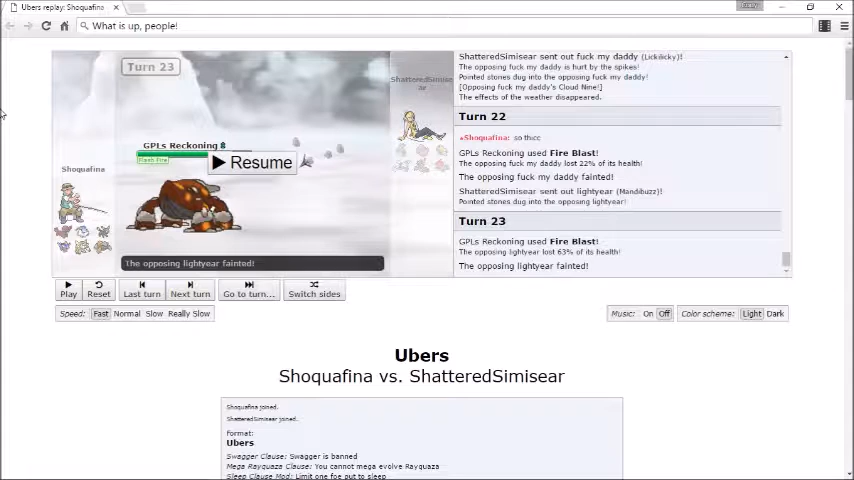 Ubers replay: Shoquafina
What is up, people!
Turn 23
GPLs Reckoning
Flash Fire
Resume
Shoquafina
ShatteredSimise
ar
The opposing lightyear fainted!
ShatteredSimisear sent out fuck my daddy (Lickilicky)!
The opposing fuck my daddy is hurt by the spikes!
Pointed stones dug into the opposing fuck my daddy!
[Opposing fuck my daddy's Cloud Nine!]
The effects of the weather disappeared.
Turn 22
★Shoquafina: so thicc
GPLs Reckoning used Fire Blast!
The opposing fuck my daddy lost 22% of its health!
The opposing fuck my daddy fainted!
ShatteredSimisear sent out lightyear (Mandibuzz)!
Pointed stones dug into the opposing lightyear!
Turn 23
GPLs Reckoning used Fire Blast!
The opposing lightyear lost 63% of its health!
The opposing lightyear fainted!
Play
Reset
Last turn
Next turn
Go to turn...
Switch sides
Speed: Fast Normal Slow Really Slow
Music: On Off
Color scheme: Light Dark
Ubers
Shoquafina vs. ShatteredSimisear
Shoquafina joined.
ShatteredSimisear joined.
Format:
Ubers
Swagger Clause: Swagger is banned
Mega Rayquaza Clause: You cannot mega evolve Rayquaza
Sleep Clause Mod: Limit one foe put to sleep